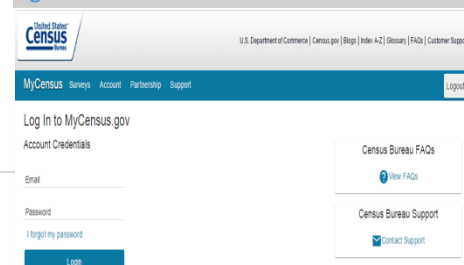 United States®
Census
Bureau
U.S. Department of Commerce | Census.gov | Blogs | Index A-Z | Glossary | FAQs | Customer Suppo
MyCensus Surveys Account Partnership Support Logout
Log In to MyCensus.gov
Account Credentials
Census Bureau FAQs
View FAQs
Email
Password
Census Bureau Support
I forgot my password
Contact Support
Login